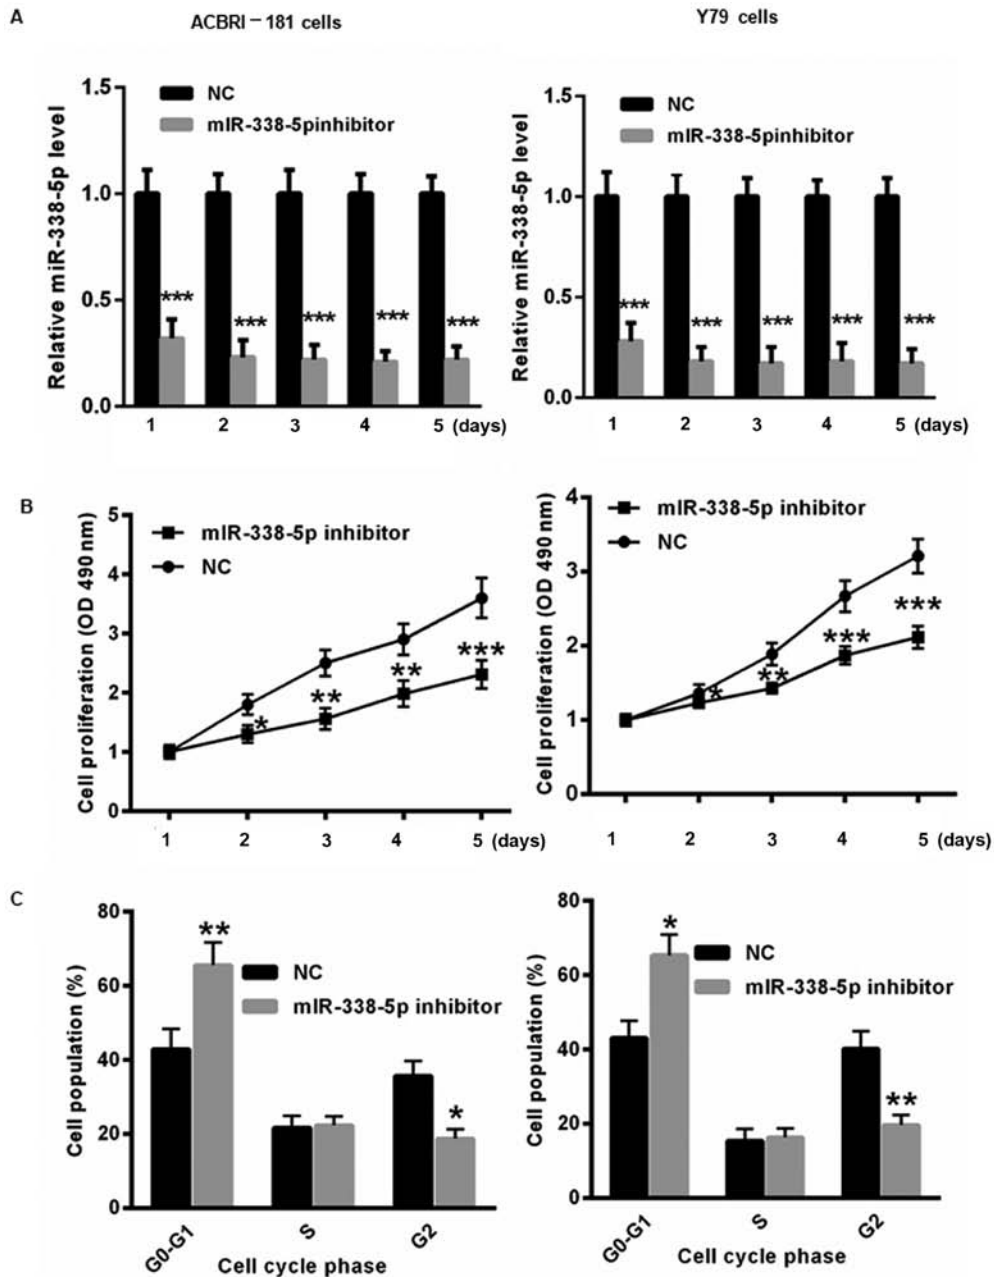 A
ACBRI-181 cells
Y79 cells
1.5
1.0
0.5
0.0
Relative miR-338-5p level
NC
mIR-338-5pinhibitor
***
***
***
***
***
1 2 3 4 5 (days)
1.5
1.0
0.5
0.0
Relative miR-338-5p level
NC
mIR-338-5pinhibitor
***
***
***
***
***
1 2 3 4 5 (days)
B
5
4
3
2
1
0
Cell proliferation (OD 490 nm)
mIR-338-5p inhibitor
NC
*
**
**
***
1 2 3 4 5 (days)
4
3
2
1
0
Cell proliferation (OD 490 nm)
mIR-338-5p inhibitor
NC
*
**
***
***
1 2 3 4 5 (days)
C
80
60
40
20
0
Cell population (%)
**
NC
mIR-338-5p inhibitor
*
G0-G1 S G2
Cell cycle phase
80
60
40
20
0
Cell population (%)
*
NC
mIR-338-5p inhibitor
**
G0-G1 S G2
Cell cycle phase